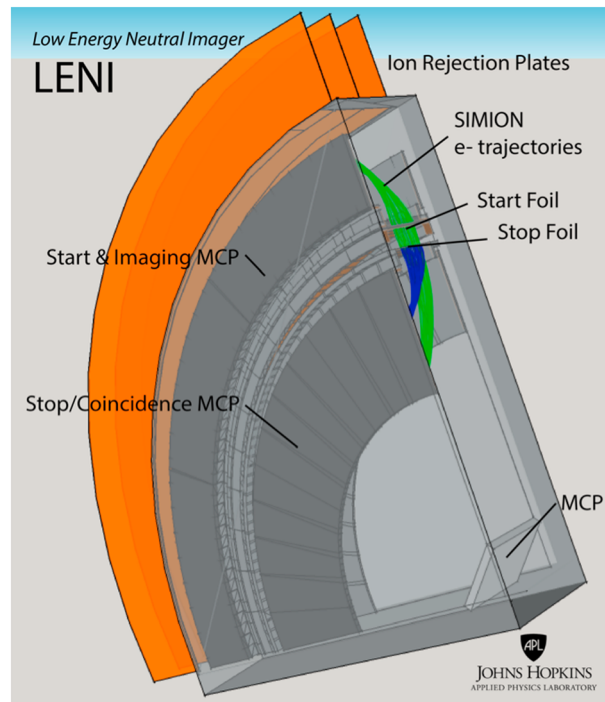 Low Energy Neutral Imager
LENI
Ion Rejection Plates
SIMION
e- trajectories
Start Foil
Stop Foil
Start & Imaging MCP
Stop/Coincidence MCP
MCP
APL
JOHNS HOPKINS
APPLIED PHYSICS LABORATORY